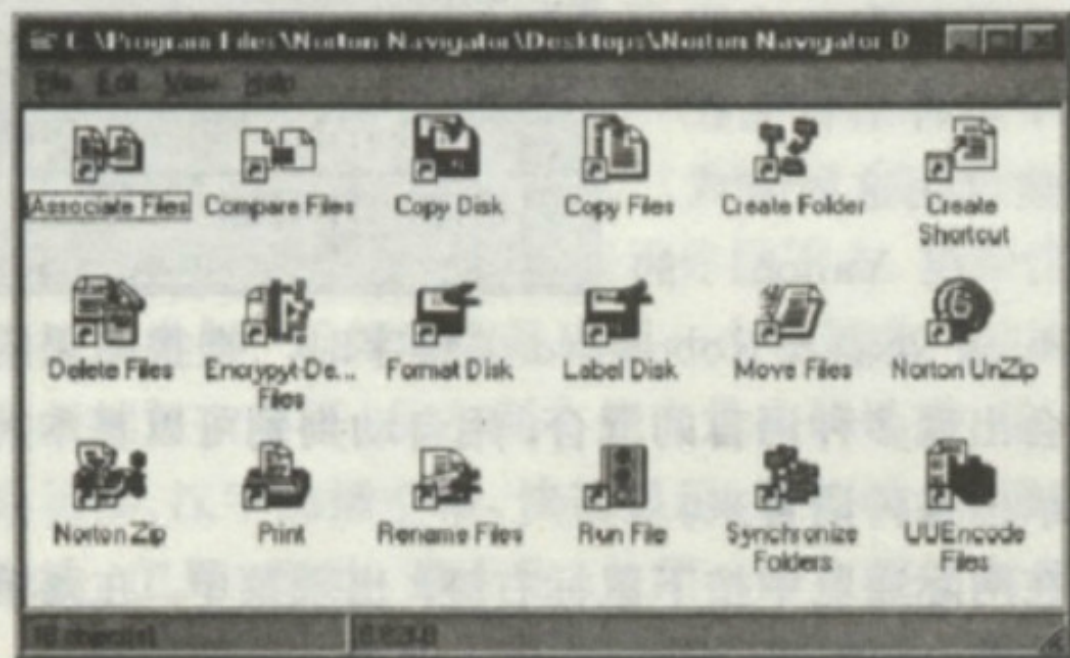 C:\Program Files\Norton Navigator\Desktops\Norton Navigator D
File Edit View Help
Associate Files Compare Files Copy Disk Copy Files Create Folder Create Shortcut
Delete Files Encrypyt-De... Files Format Disk Label Disk Move Files Norton UnZip
Norton Zip Print Rename Files Run File Synchronize Folders UUEncode Files
18 object(s)